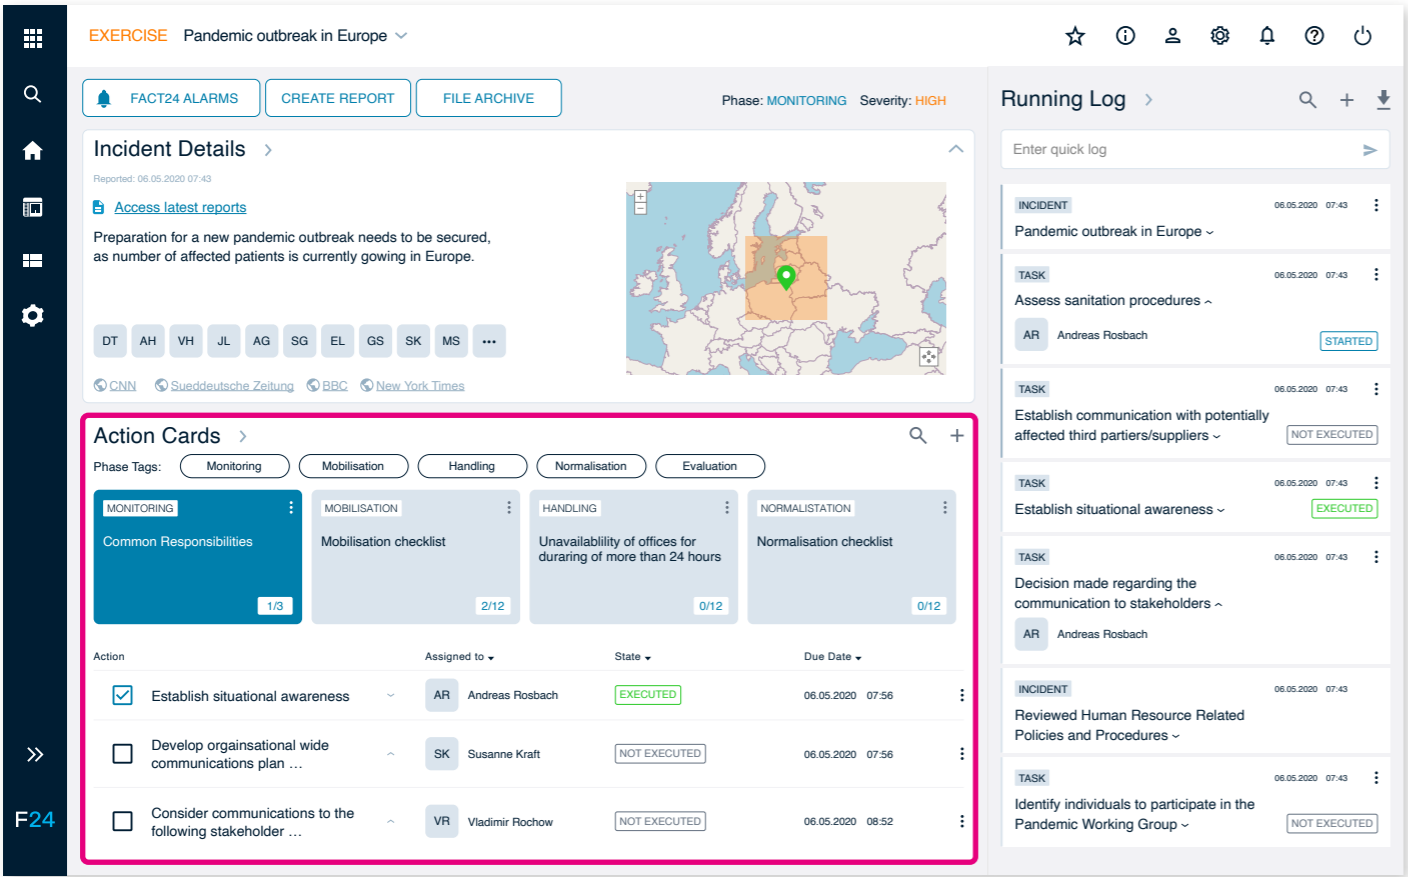 EXERCISE Pandemic outbreak in Europe
FACT24 ALARMS
CREATE REPORT
FILE ARCHIVE
Phase: MONITORING Severity: HIGH
Incident Details
Reported: 06.05.2020 07:43
Access latest reports
Preparation for a new pandemic outbreak needs to be secured,
as number of affected patients is currently gowing in Europe.
DT AH VH JL AG SG EL GS SK MS •••
CNN Sueddeutsche Zeitung BBC New York Times
Action Cards
Phase Tags: Monitoring Mobilisation Handling Normalisation Evaluation
MONITORING
Common Responsibilities
1/3
MOBILISATION
Mobilisation checklist
2/12
HANDLING
Unavailablility of offices for
duraring of more than 24 hours
0/12
NORMALISTATION
Normalisation checklist
0/12
Action Assigned to State Due Date
Establish situational awareness AR Andreas Rosbach EXECUTED 06.05.2020 07:56
Develop orgainsational wide
communications plan ...
SK Susanne Kraft NOT EXECUTED 06.05.2020 07:56
Consider communications to the
following stakeholder ...
VR Vladimir Rochow NOT EXECUTED 06.05.2020 08:52
F24
Running Log
Enter quick log
INCIDENT 06.05.2020 07:43
Pandemic outbreak in Europe
TASK 06.05.2020 07:43
Assess sanitation procedures
AR Andreas Rosbach
STARTED
TASK 06.05.2020 07:43
Establish communication with potentially
affected third partiers/suppliers
NOT EXECUTED
TASK 06.05.2020 07:43
Establish situational awareness
EXECUTED
TASK 06.05.2020 07:43
Decision made regarding the
communication to stakeholders
AR Andreas Rosbach
INCIDENT 06.05.2020 07:43
Reviewed Human Resource Related
Policies and Procedures
TASK 06.05.2020 07:43
Identify individuals to participate in the
Pandemic Working Group
NOT EXECUTED